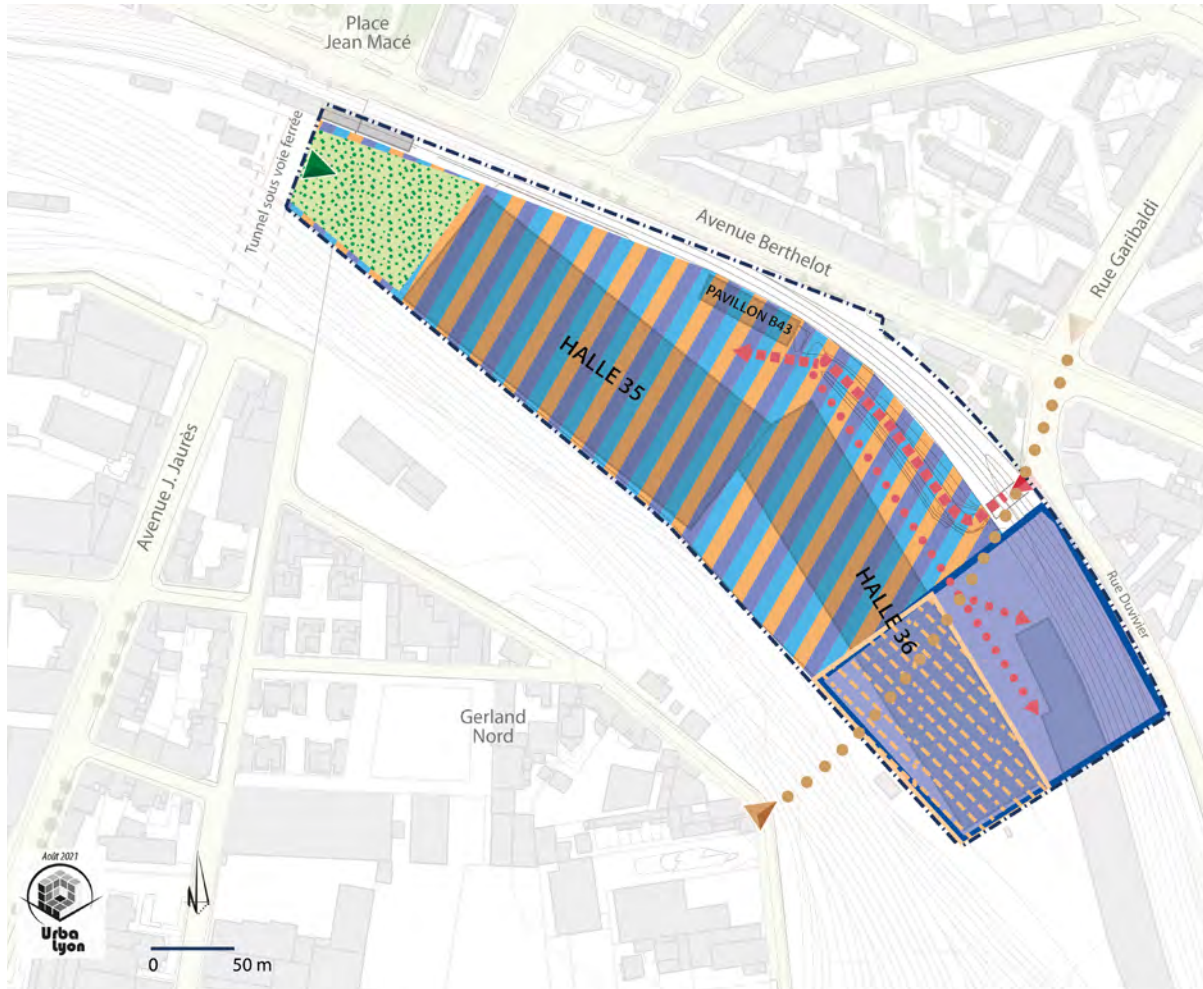 Place
Jean Macé
Tunnel sous voie ferrée
Avenue Berthelot
Rue Garibaldi
PAVILLON B43
HALLE 35
Avenue J. Jaurès
HALLE 36
Rue Duvivier
Gerland
Nord
Août 2021
Urba
Lyon
N
0 50 m